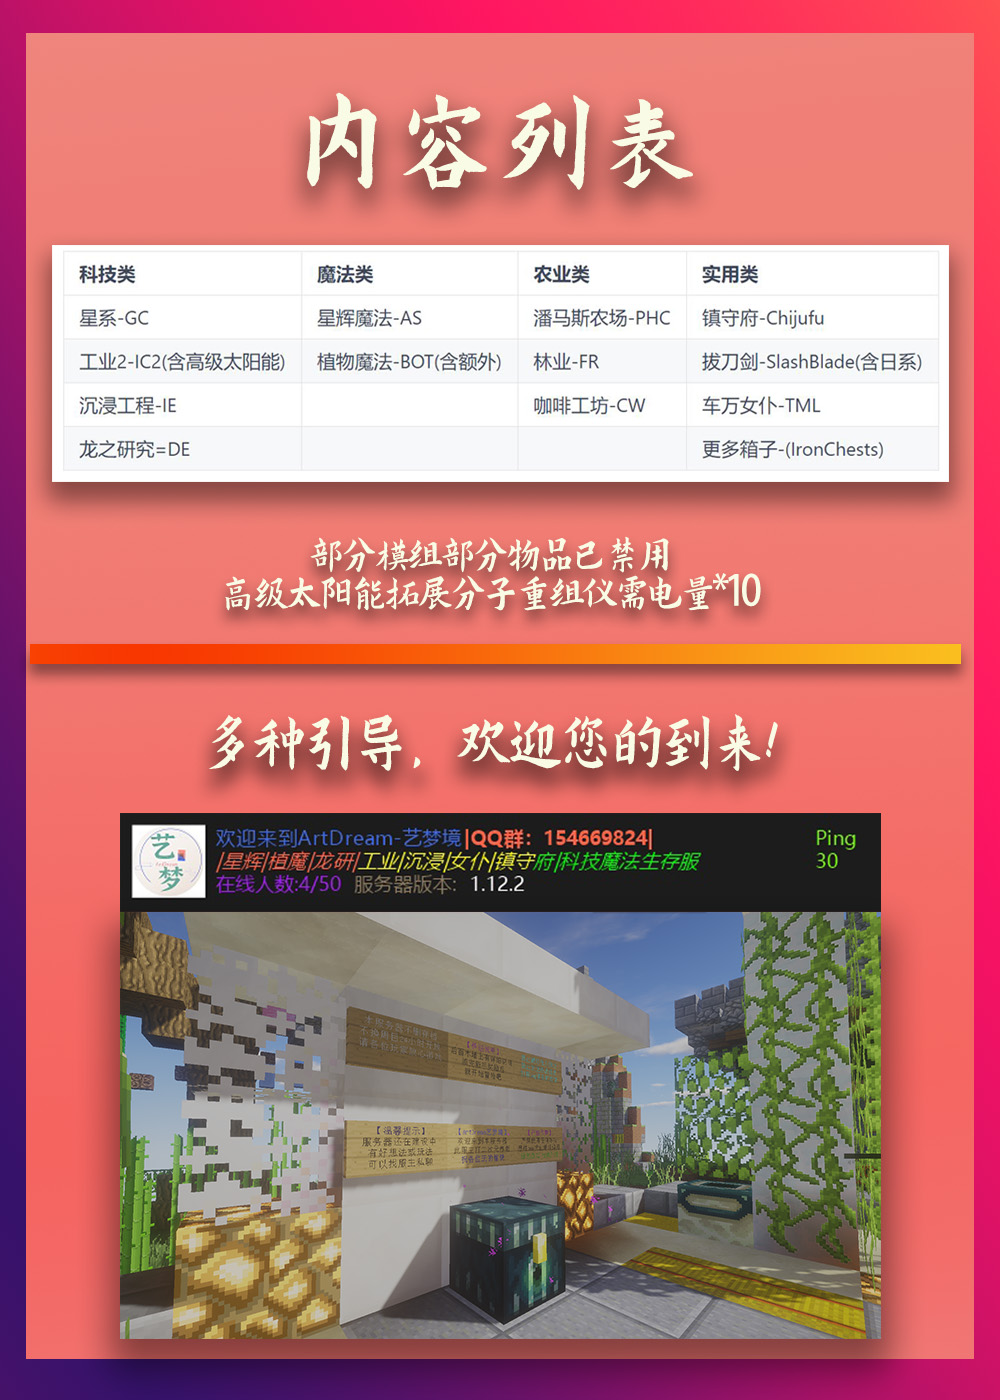 内容列表
科技类 魔法类 农业类 实用类
星系-GC 星辉魔法-AS 潘马斯农场-PHC 镇守府-Chijufu
工业2-IC2(含高级太阳能) 植物魔法-BOT(含额外) 林业-FR 拔刀剑-SlashBlade(含日系)
沉浸工程-IE 咖啡工坊-CW 车万女仆-TML
龙之研究=DE 更多箱子-(IronChests)
部分模组部分物品已禁用
高级太阳能拓展分子重组仪需电量*10
多种引导，欢迎您的到来!
艺
梦
欢迎来到ArtDream-艺梦境|QQ群：154669824|
|星辉|植魔|龙研|工业|沉浸|女仆|镇守府|科技魔法生存服
在线人数:4/50 服务器版本: 1.12.2
Ping
30
【温馨提示】
服务器还在建设中
有好想法或玩法
可以找服主私聊